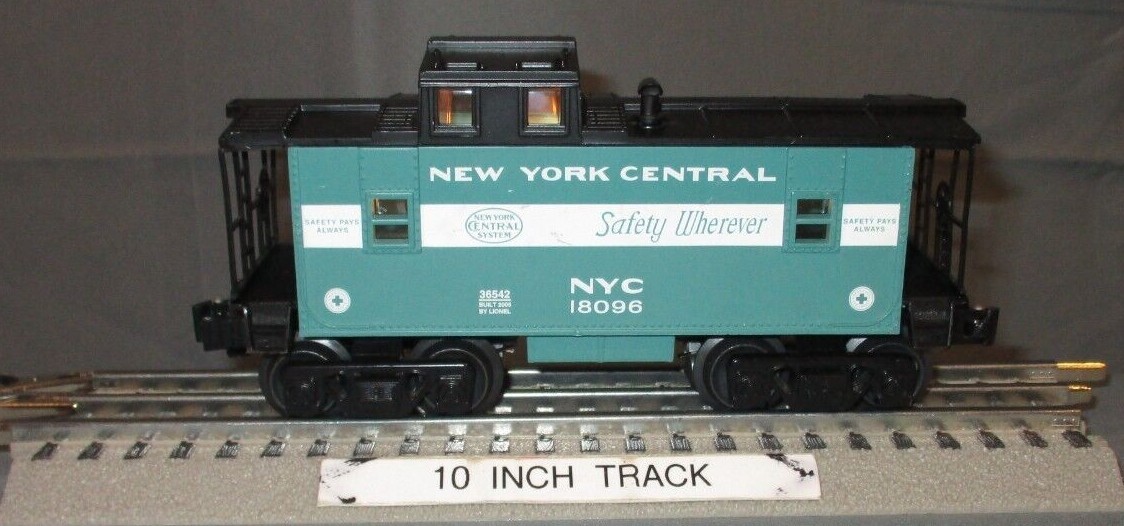 NEW YORK CENTRAL
SAFETY PAYS
ALWAYS
NEW YORK
CENTRAL
SYSTEM
Safety Wherever
SAFETY PAYS
ALWAYS
36542
BUILT 2005
BY LIONEL
NYC
18096
10 INCH TRACK